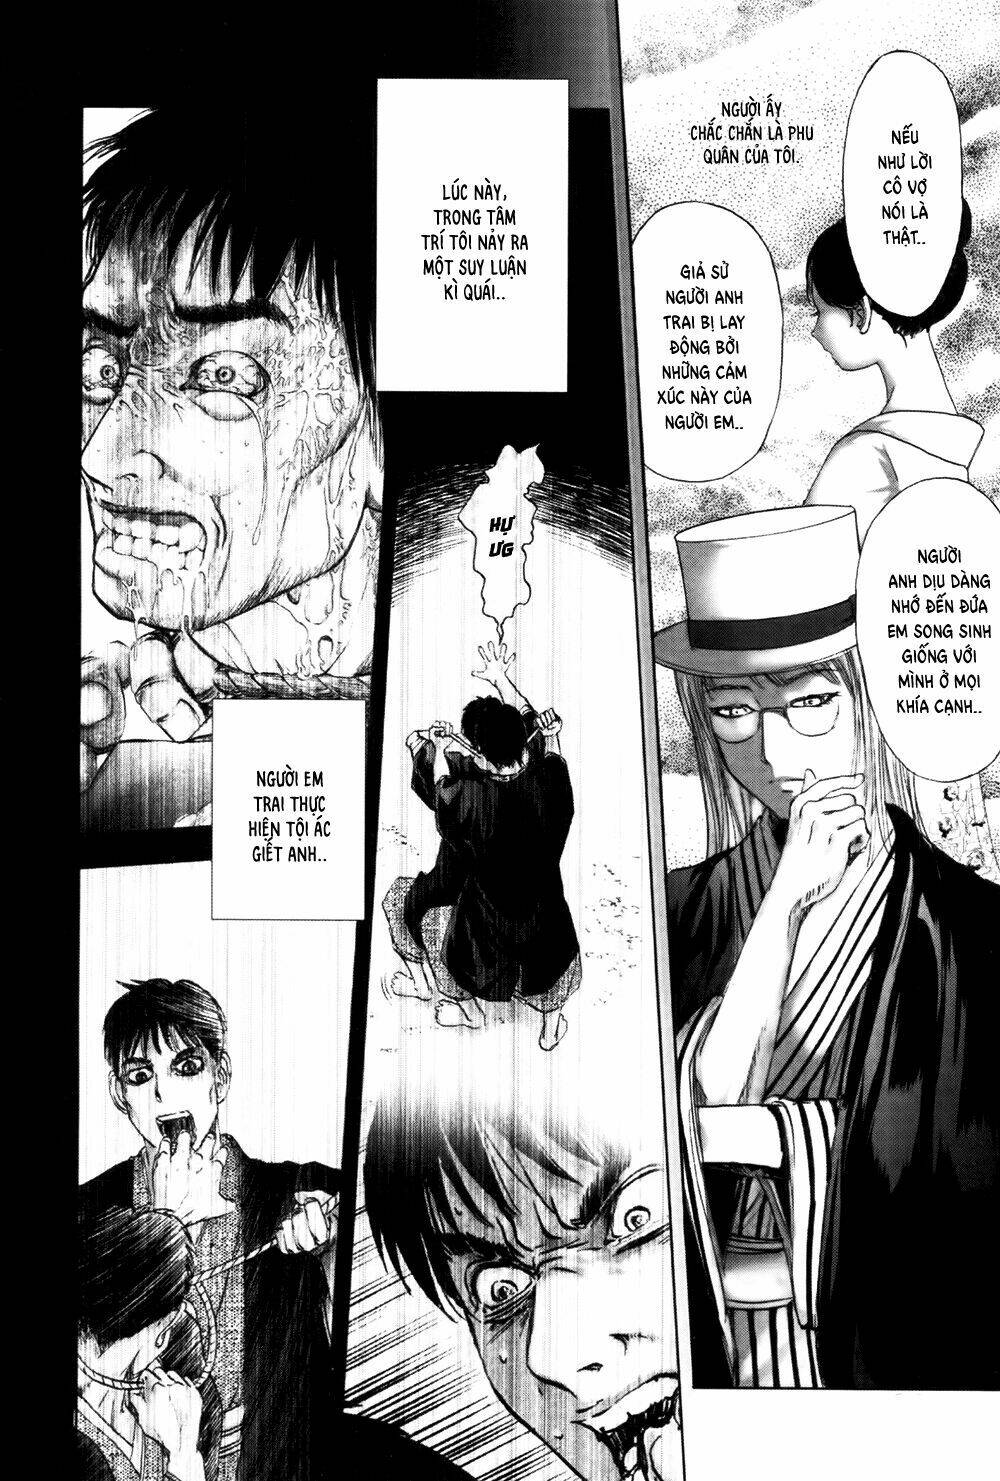 NẾU
NHƯ LỜI
CÔ VỢ
NÓI LÀ
THẬT..
NGƯỜI ẤY
CHẮC CHẮN LÀ PHU
QUÂN CỦA TÔI.
GIẢ SỬ
NGƯỜI ANH
TRAI BỊ LAY
ĐỘNG BỞI
NHỮNG CẢM
XÚC NÀY CỦA
NGƯỜI EM..
NGƯỜI
ANH DỊU DÀNG
NHỚ ĐẾN ĐỨA
EM SONG SINH
GIỐNG VỚI
MÌNH Ở MỌI
KHÍA CẠNH..
LÚC NÀY,
TRONG TÂM
TRÍ TÔI NẢY RA
MỘT SUY LUẬN
KÌ QUÁI..
HỰ
ƯG
NGƯỜI EM
TRAI THỰC
HIỆN TỘI ÁC
GIẾT ANH..